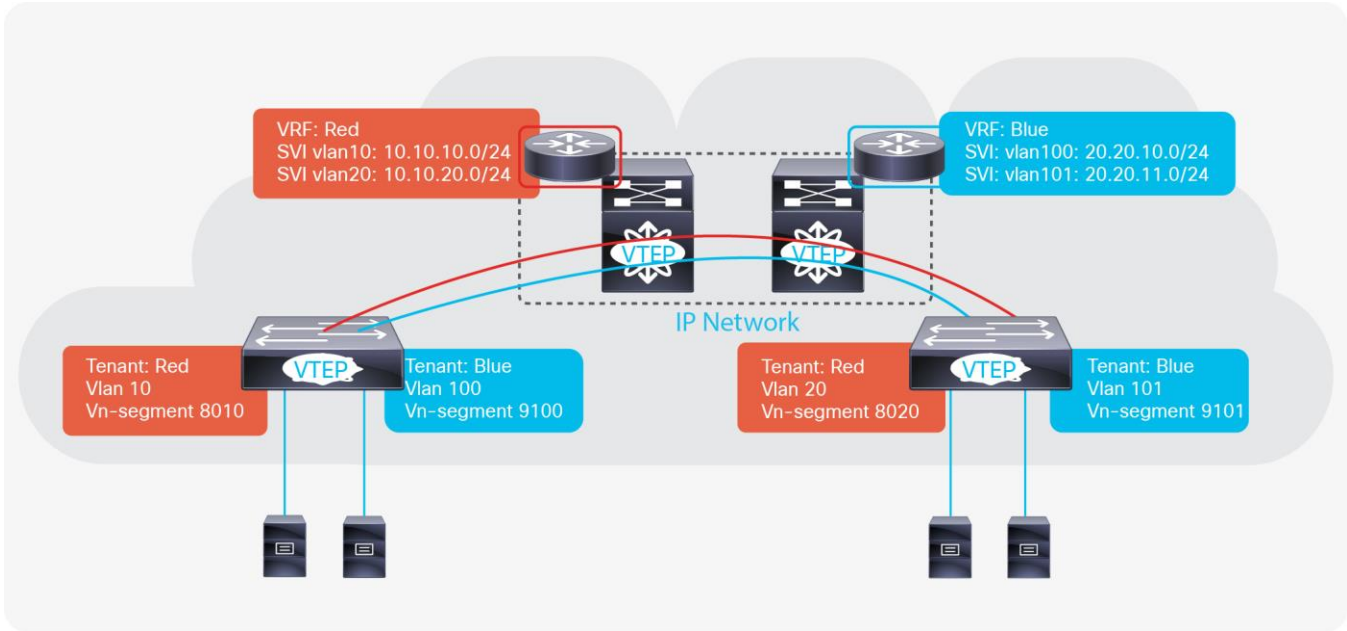 VRF: Red
SVI vlan10: 10.10.10.0/24
SVI vlan20: 10.10.20.0/24
VRF: Blue
SVI: vlan100: 20.20.10.0/24
SVI: vlan101: 20.20.11.0/24
VTEP
VTEP
IP Network
Tenant: Red
Vlan 10
Vn-segment 8010
VTEP
Tenant: Blue
Vlan 100
Vn-segment 9100
Tenant: Red
Vlan 20
Vn-segment 8020
VTEP
Tenant: Blue
Vlan 101
Vn-segment 9101